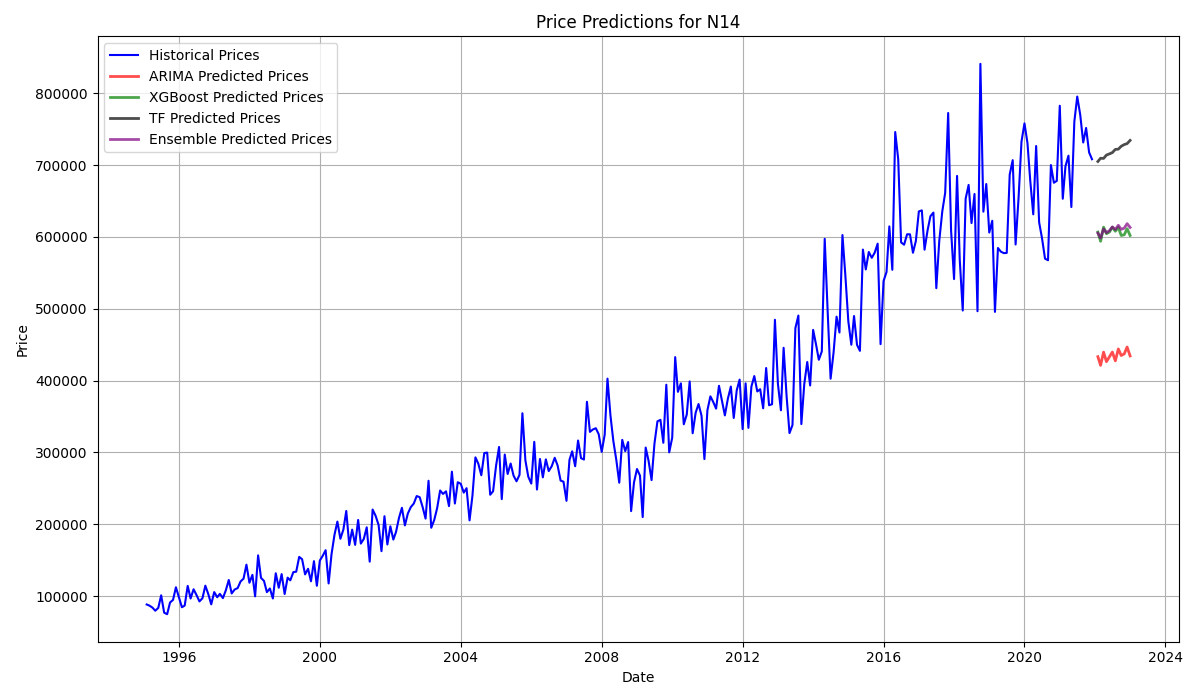 Price Predictions for N14
Historical Prices
ARIMA Predicted Prices
XGBoost Predicted Prices
TF Predicted Prices
Ensemble Predicted Prices
Price
800000
700000
600000
500000
400000
300000
200000
100000
1996 2000 2004 2008 2012 2016 2020 2024
Date